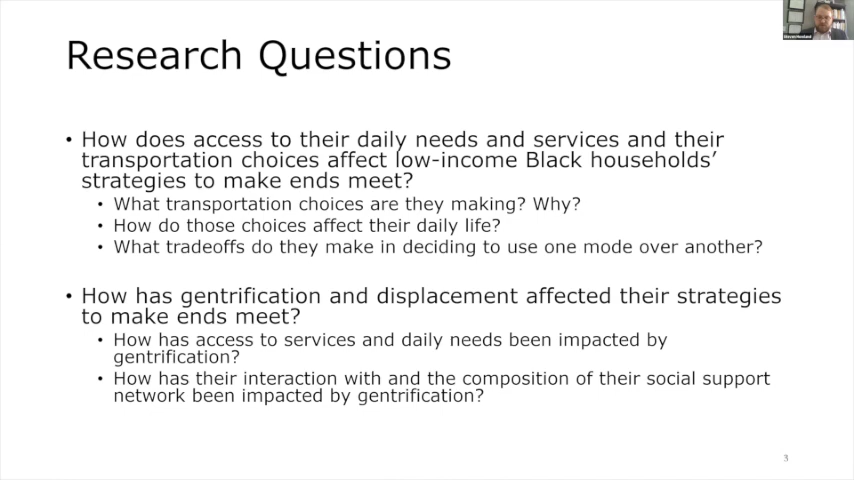 Research Questions
• How does access to their daily needs and services and their
transportation choices affect low-income Black households'
strategies to make ends meet?
• What transportation choices are they making? Why?
• How do those choices affect their daily life?
• What tradeoffs do they make in deciding to use one mode over another?
• How has gentrification and displacement affected their strategies
to make ends meet?
• How has access to services and daily needs been impacted by
gentrification?
• How has their interaction with and the composition of their social support
network been impacted by gentrification?
3